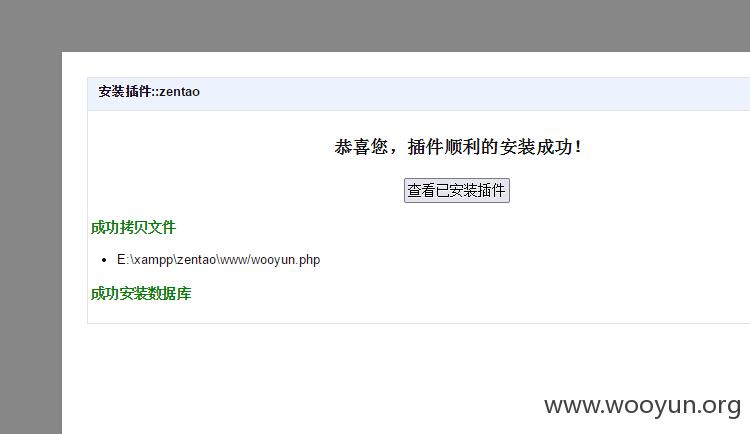 安装插件::zentao
恭喜您，插件顺利的安装成功！
查看已安装插件
成功拷贝文件
E:\xampp\zentao\www/wooyun.php
成功安装数据库
www.wooyun.org